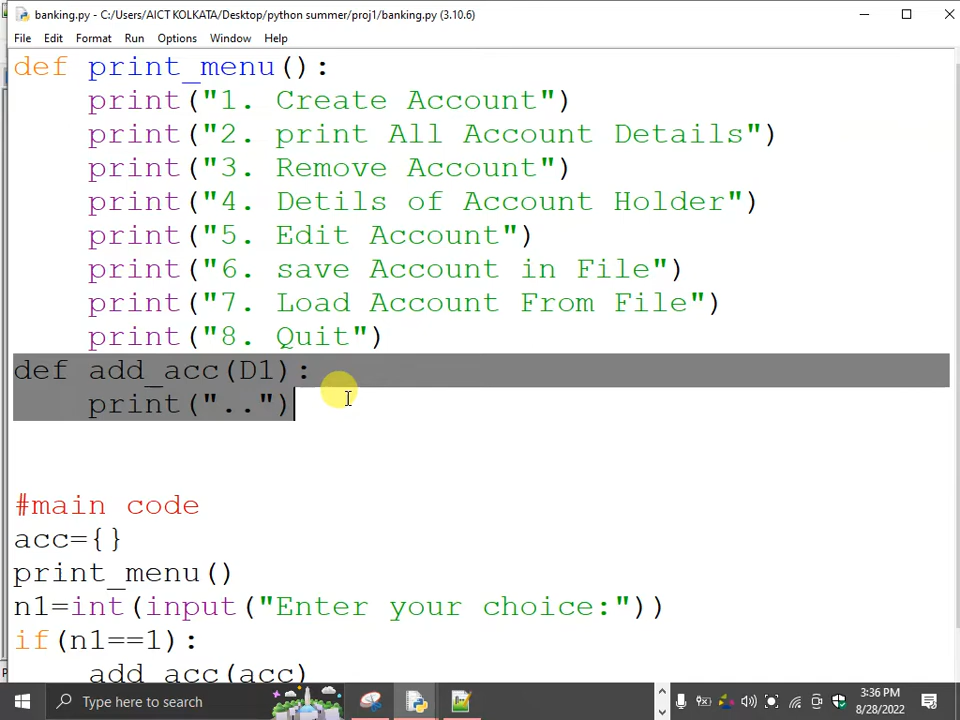 banking.py - C:/Users/AICT KOLKATA/Desktop/python summer/proj1/banking.py (3.10.6)
File Edit Format Run Options Window Help
def print_menu():
    print("1. Create Account")
    print("2. print All Account Details")
    print("3. Remove Account")
    print("4. Detils of Account Holder")
    print("5. Edit Account")
    print("6. save Account in File")
    print("7. Load Account From File")
    print("8. Quit")
def add_acc(D1):
    print("..")
#main code
acc={}
print_menu()
n1=int(input("Enter your choice:"))
if(n1==1):
    add_acc(acc)
Type here to search
3:36 PM
8/28/2022